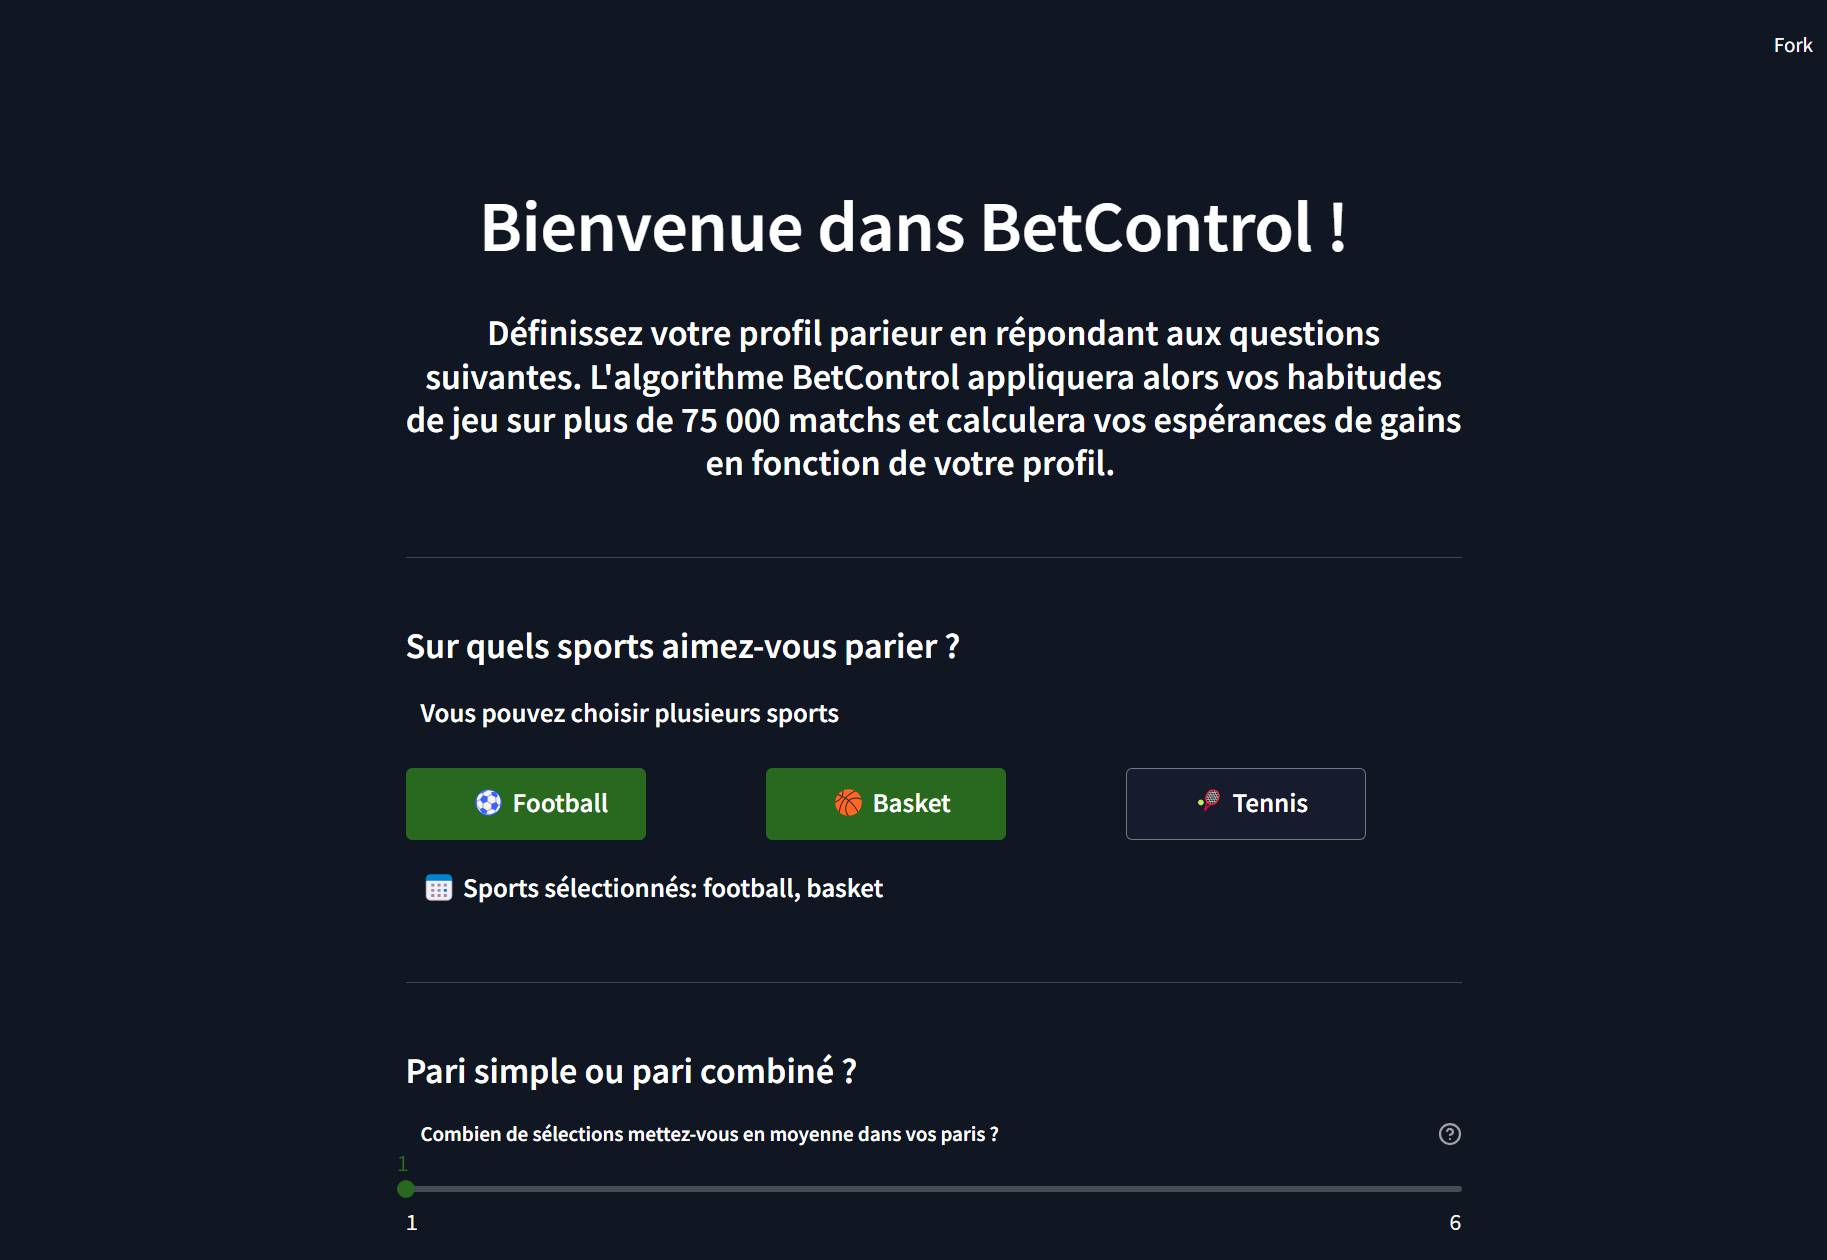 Fork
Bienvenue dans BetControl !
Définissez votre profil parieur en répondant aux questions
suivantes. L'algorithme BetControl appliquera alors vos habitudes
de jeu sur plus de 75 000 matchs et calculera vos espérances de gains
en fonction de votre profil.
Sur quels sports aimez-vous parier ?
Vous pouvez choisir plusieurs sports
⚽ Football
🏀 Basket
🎾 Tennis
Sports sélectionnés: football, basket
Pari simple ou pari combiné ?
Combien de sélections mettez-vous en moyenne dans vos paris ?
1
1
6